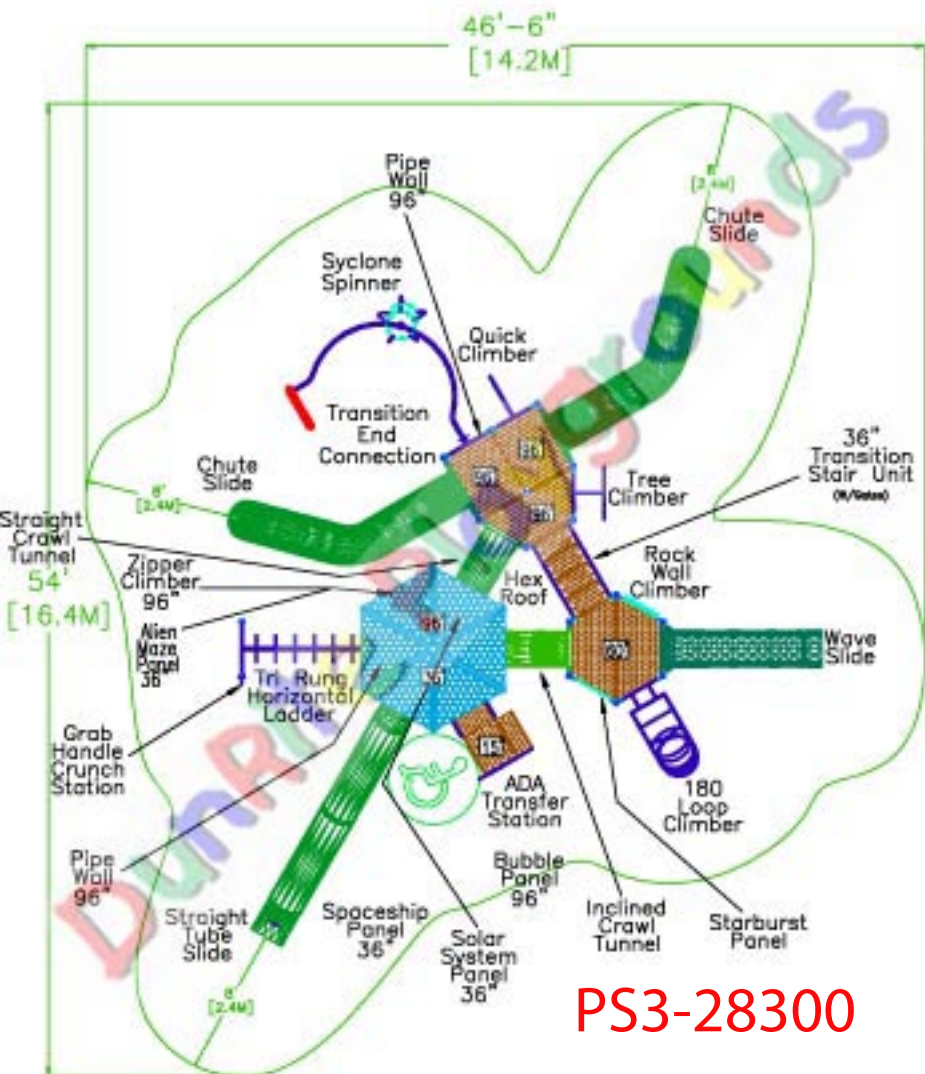 46'-6"
[14.2M]
Pipe
Wall
96"
8'
[2.4M]
Chute
Slide
Syclone
Spinner
Quick
Climber
Transition
End
Connection
36"
Transition
Stair Unit
Chute
Slide
8'
[2.4M]
Tree
Climber
Straight
Crawl
Tunnel
54'
[16.4M]
Zipper
Climber
96"
Hex
Roof
Rock
Wall
Climber
Alien
Maze
Panel
36"
Wave
Slide
Tri Rung
Horizontal
Ladder
Grab
Handle
Crunch
Station
ADA
Transfer
Station
180
Loop
Climber
Pipe
Wall
96"
Bubble
Panel
96"
Straight
Tube
Slide
Spaceship
Panel
36"
Solar
System
Panel
36"
Inclined
Crawl
Tunnel
Starburst
Panel
8'
[2.4M]
PS3-28300